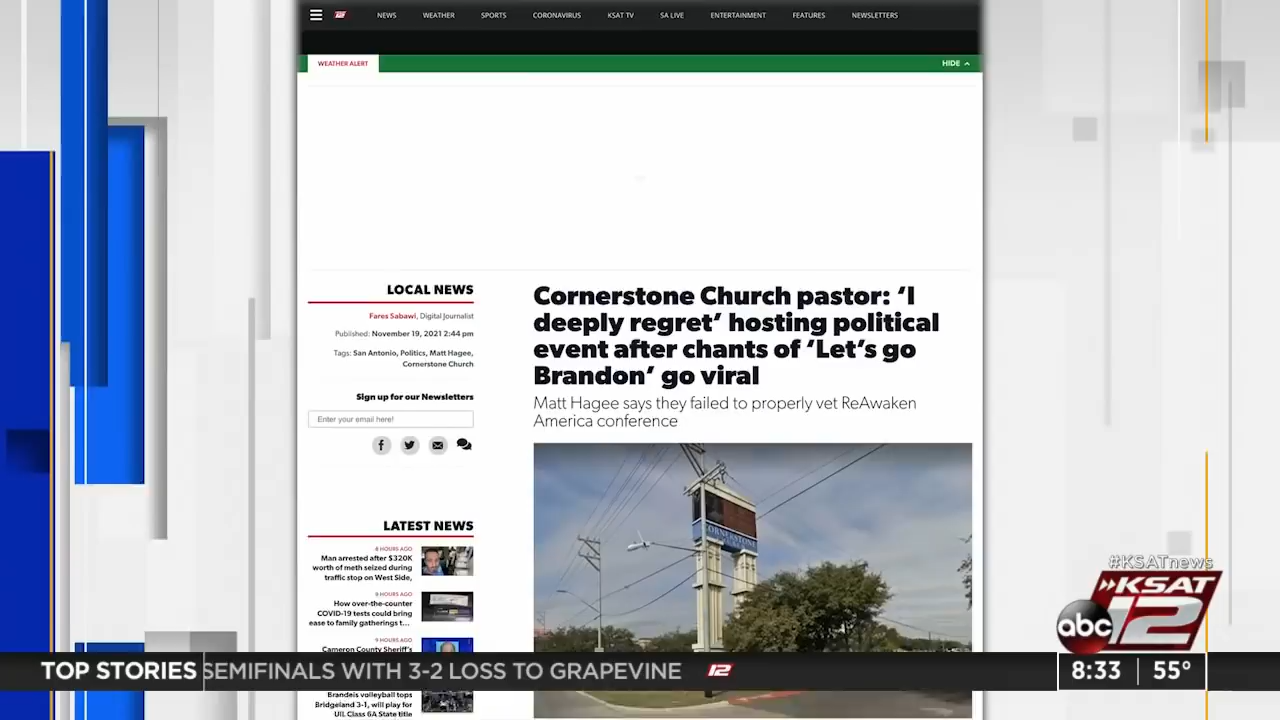 NEWS WEATHER SPORTS CORONAVIRUS KSAT TV SA LIVE ENTERTAINMENT FEATURES NEWSLETTERS
WEATHER ALERT
HIDE
LOCAL NEWS
Fares Sabawi, Digital Journalist
Published: November 19, 2021 2:44 pm
Tags: San Antonio, Politics, Matt Hagee,
Cornerstone Church
Sign up for our Newsletters
Enter your email here!
LATEST NEWS
8 HOURS AGO
Man arrested after $320K
worth of meth seized during
traffic stop on West Side,
9 HOURS AGO
How over-the-counter
COVID-19 tests could bring
ease to family gatherings t...
9 HOURS AGO
Cameron County Sheriff's
Brandeis volleyball tops
Bridgeland 3-1, will play for
UIL Class 6A State title
Cornerstone Church pastor: ‘I
deeply regret’ hosting political
event after chants of ‘Let’s go
Brandon’ go viral
Matt Hagee says they failed to properly vet ReAwaken
America conference
CORNERSTONE
#KSATnews
KSAT
abc 12
TOP STORIES SEMIFINALS WITH 3-2 LOSS TO GRAPEVINE 12
8:33 55°